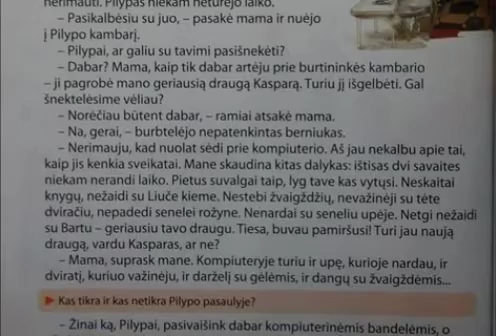 nerimauti. Pilypas niekam neturėjo laiko.
– Pasikalbėsiu su juo, – pasakė mama ir nuėjo
į Pilypo kambarį.
– Pilypai, ar galiu su tavimi pasišnekėti?
– Dabar? Mama, kaip tik dabar artėju prie burtininkės kambario
– ji pagrobė mano geriausią draugą Kasparą. Turiu jį išgelbėti. Gal
šnektelėsime vėliau?
– Norėčiau būtent dabar, – ramiai atsakė mama.
– Na, gerai, – burbtelėjo nepatenkintas berniukas.
– Nerimauju, kad nuolat sėdi prie kompiuterio. Aš jau nekalbu apie tai,
kaip jis kenkia sveikatai. Mane skaudina kitas dalykas: ištisas dvi savaites
niekam nerandi laiko. Pietus suvalgai taip, lyg tave kas vytųsi. Neskaitai
knygų, nežaidi su Liuče kieme. Nestebi žvaigždžių, nevažinėji su tėte
dviračiu, nepadedi senelei rožyne. Nenardai su seneliu upėje. Netgi nežaidi
su Bartu – geriausiu tavo draugu. Tiesa, buvau pamiršusi! Turi jau naują
draugą, vardu Kasparas, ar ne?
– Mama, suprask mane. Kompiuteryje turiu ir upę, kurioje nardau, ir
dviratį, kuriuo važinėju, ir darželį su gėlėmis, ir dangų su žvaigždėmis...
▶ Kas tikra ir kas netikra Pilypo pasaulyje?
– Žinai ką, Pilypai, pasivaišink dabar kompiuterinėmis bandelėmis, o